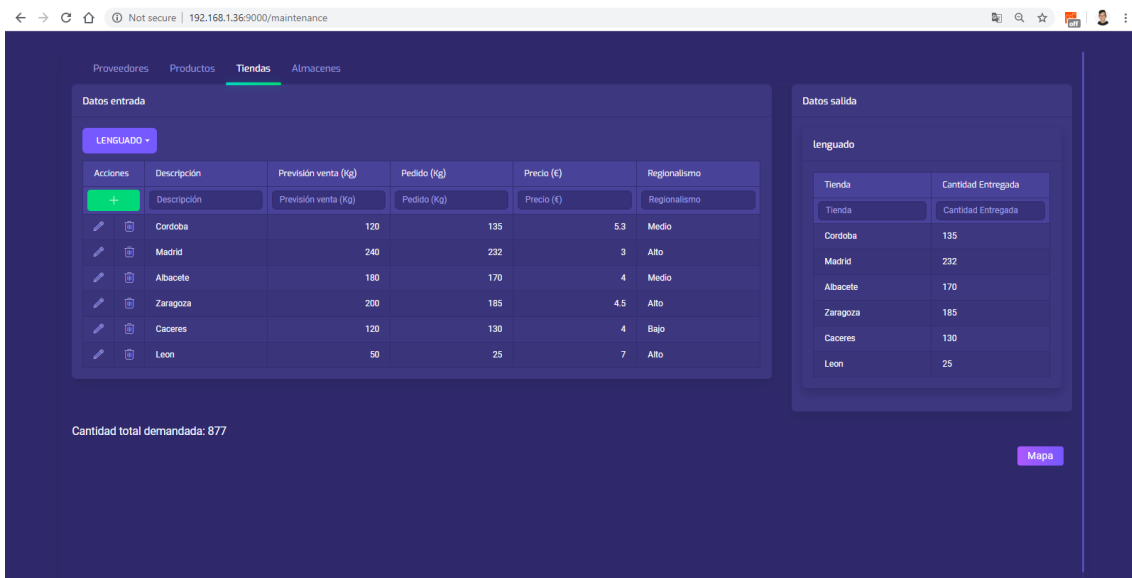 Not secure | 192.168.1.36:9000/maintenance
off
Proveedores Productos Tiendas Almacenes
Datos entrada
LENGUADO
Acciones Descripción Previsión venta (Kg) Pedido (Kg) Precio (€) Regionalismo
+ Descripción Previsión venta (Kg) Pedido (Kg) Precio (€) Regionalismo
Cordoba 120 135 5.3 Medio
Madrid 240 232 3 Alto
Albacete 180 170 4 Medio
Zaragoza 200 185 4.5 Alto
Caceres 120 130 4 Bajo
Leon 50 25 7 Alto
Datos salida
lenguado
Tienda Cantidad Entregada
Tienda Cantidad Entregada
Cordoba 135
Madrid 232
Albacete 170
Zaragoza 185
Caceres 130
Leon 25
Cantidad total demandada: 877
Mapa